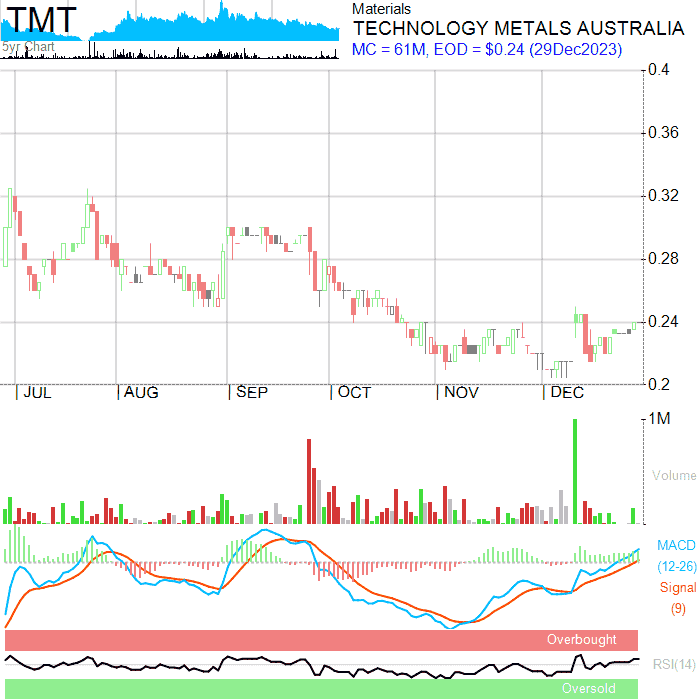 TMT
5yr Chart
Materials
TECHNOLOGY METALS AUSTRALIA
MC = 61M, EOD = $0.24 (29Dec2023)
0.4
0.36
0.32
0.28
0.24
0.2
JUL
AUG
SEP
OCT
NOV
DEC
1M
Volume
MACD
(12-26)
Signal
(9)
Overbought
RSI(14)
Oversold